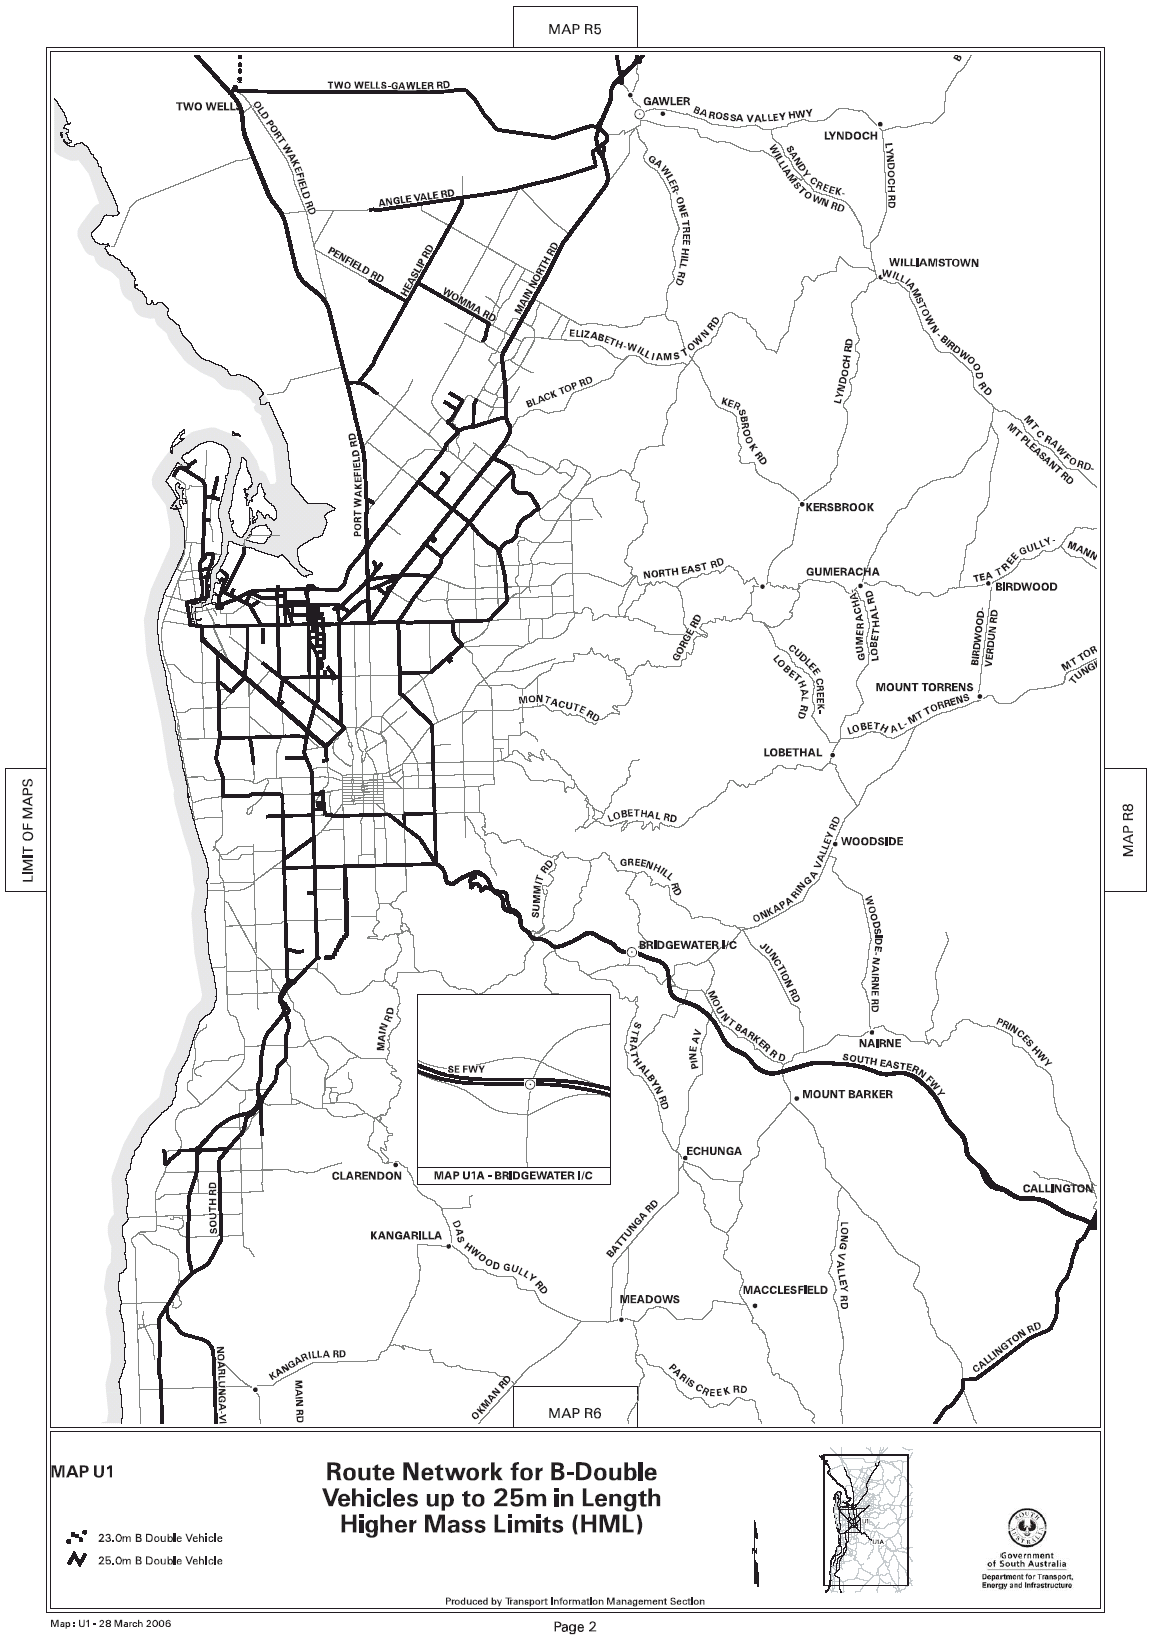 MAP R5
TWO WELLS-GAWLER RD
TWO WELL
OLD PORT WAKEFIELD RD
GAWLER
BAROSSA VALLEY HWY
LYNDOCH
LYNDOCH RD
SANDY CREEK-
WILLIAMSTOWN RD
GAWLER-ONE TREE HILL RD
ANGLE VALE RD
PENFIELD RD
HEASLIP RD
WOMMA RD
MAIN NORTH RD
WILLIAMSTOWN
WILLIAMSTOWN-BIRDWOOD RD
ELIZABETH-WILLIAMSTOWN RD
LYNDOCH RD
BLACK TOP RD
KERSBROOK RD
MT CRAWFORD-
MT PLEASANT RD
PORT WAKEFIELD RD
KERSBROOK
NORTH EAST RD
GUMERACHA
TEA TREE GULLY-
MANN
BIRDWOOD
GUMERACHA
LOBETHAL RD
BIRDWOOD-
VERDUN RD
GORGE RD
CUDLEE CREEK-
LOBETHAL RD
MT TOR
TUNG
MOUNT TORRENS
MONTACUTE RD
LOBETHAL-MT TORRENS
LOBETHAL
LIMIT OF MAPS
MAP R8
LOBETHAL RD
WOODSIDE
ONKAPARINGA VALLEY RD
GREENHILL RD
SUMMIT RD
WOODSIDE-NAIRNE RD
BRIDGEWATER I/C
JUNCTION RD
MAIN RD
STRATHALBYN RD
PINE AV
MOUNT BARKER RD
NAIRNE
PRINCES HWY
SOUTH EASTERN FWY
SE FWY
MOUNT BARKER
ECHUNGA
CLARENDON
MAP U1A - BRIDGEWATER I/C
CALLINGTON
SOUTH RD
KANGARILLA
DASHWOOD GULLY RD
BATTUNGA RD
LONG VALLEY RD
MACCLESFIELD
MEADOWS
CALLINGTON RD
NOARLUNGA-VI
KANGARILLA RD
MAIN RD
OKMAN RD
PARIS CREEK RD
MAP R6
MAP U1
Route Network for B-Double
Vehicles up to 25m in Length
Higher Mass Limits (HML)
23.0m B Double Vehicle
25.0m B Double Vehicle
N
U1A
Government
of South Australia
Department for Transport,
Energy and Infrastructure
Produced by Transport Information Management Section
Map: U1 - 28 March 2006
Page 2